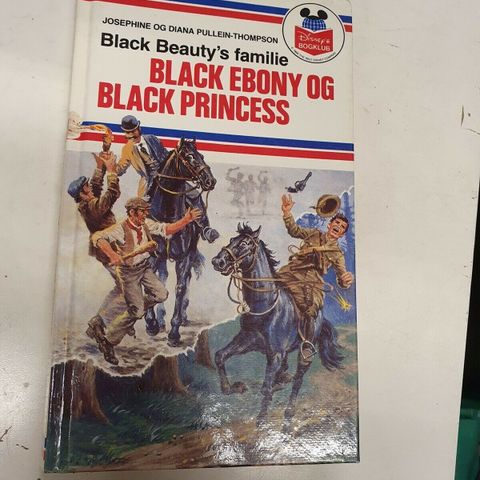 JOSEPHINE OG DIANA PULLEIN-THOMPSON
Black Beauty's familie
BLACK EBONY OG
BLACK PRINCESS
Disney's
BOGKLUB